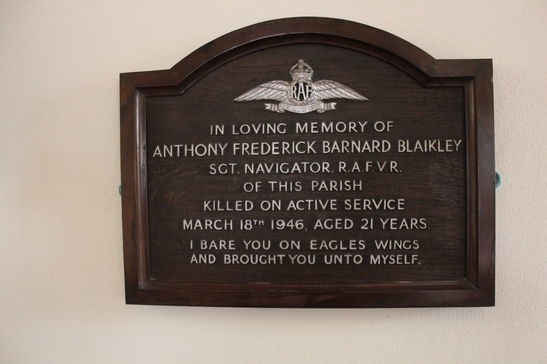 RAF
IN LOVING MEMORY OF
ANTHONY FREDERICK BARNARD BLAIKLEY
SGT. NAVIGATOR, R.A.F.V.R.
OF THIS PARISH
KILLED ON ACTIVE SERVICE
MARCH 18TH 1946, AGED 21 YEARS.
I BARE YOU ON EAGLES WINGS
AND BROUGHT YOU UNTO MYSELF.